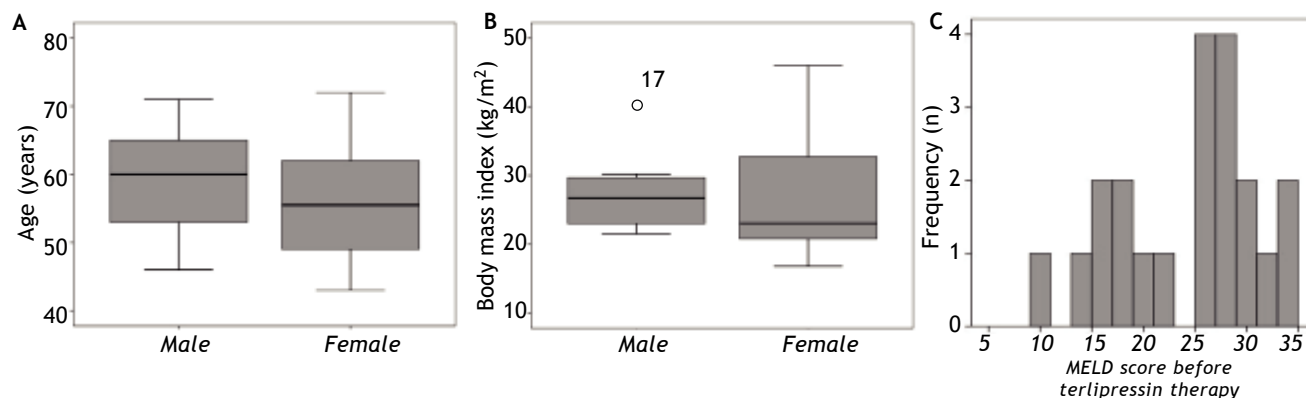 A
Age (years)
80
70
60
50
40
Male Female
B
Body mass index (kg/m²)
50
40
30
20
10
17
Male Female
C
Frequency (n)
4
3
2
1
0
5 10 15 20 25 30 35
MELD score before
terlipressin therapy